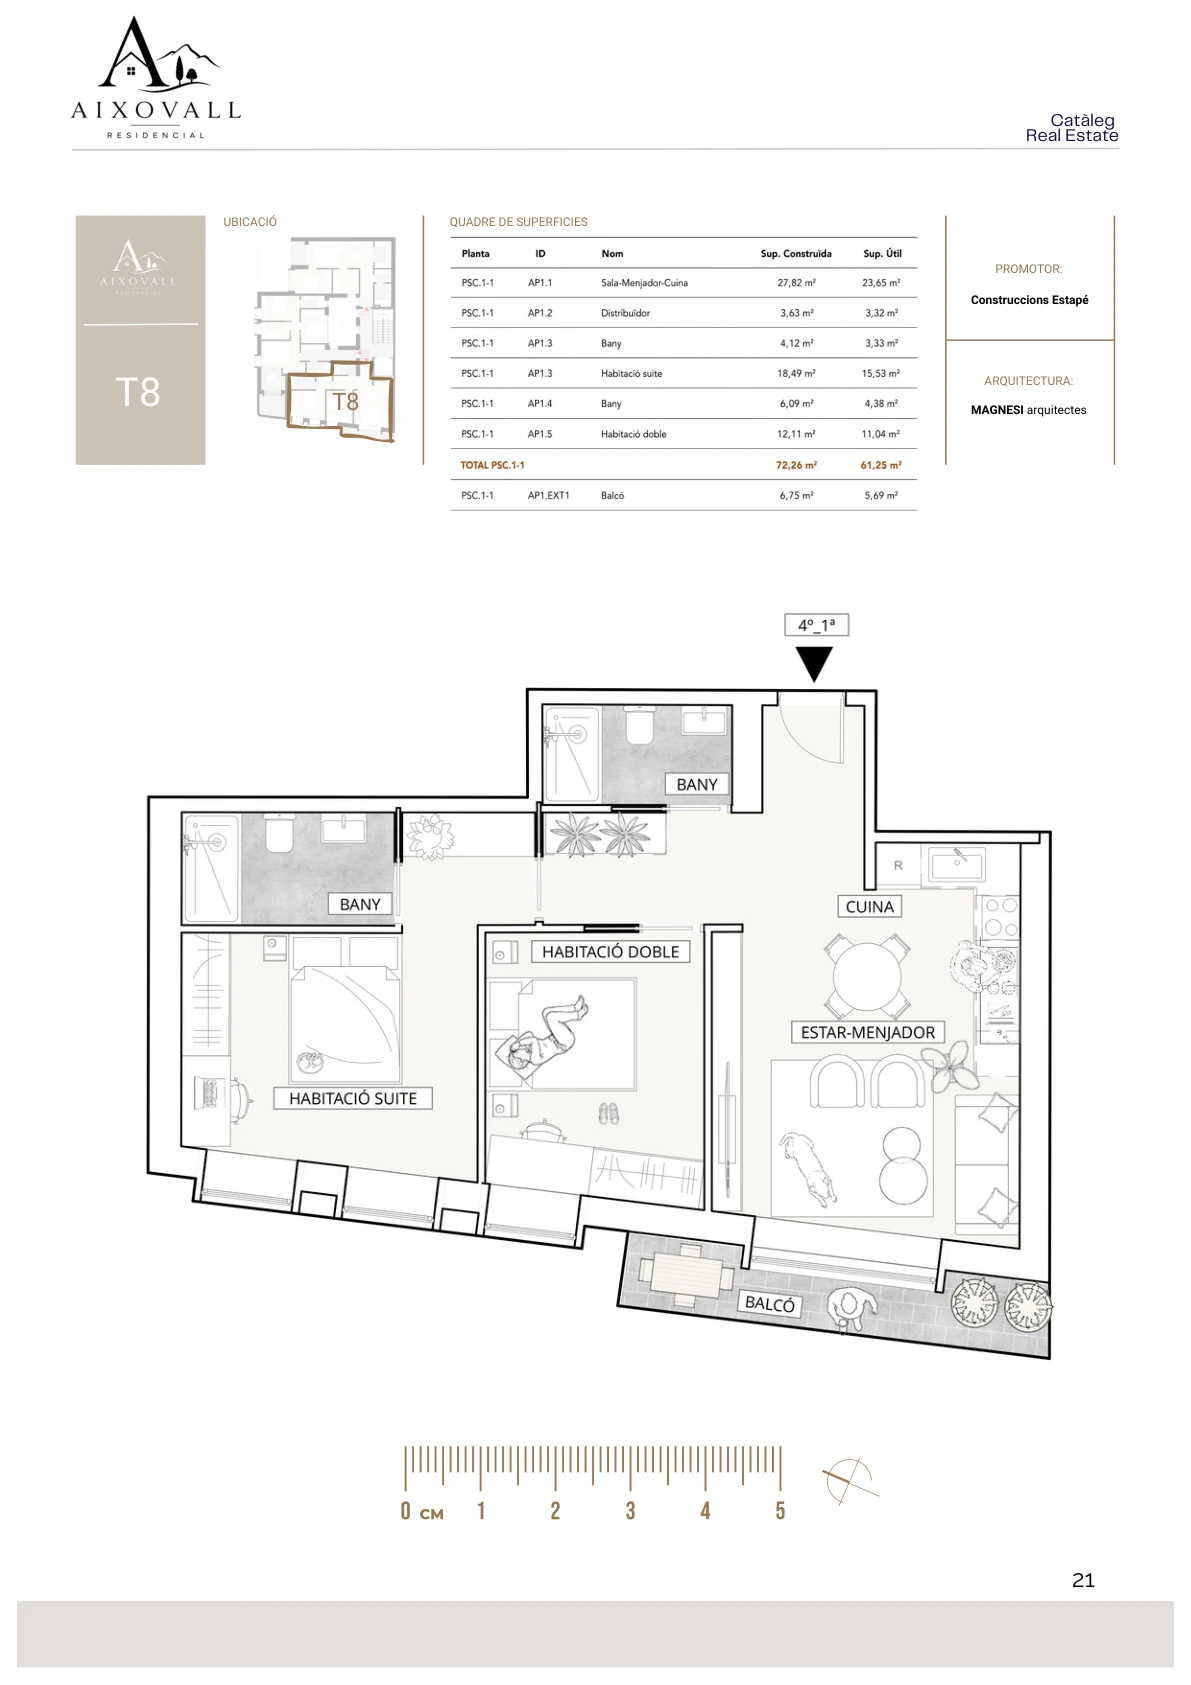 AIXOVALL
RESIDENCIAL
Catàleg
Real Estate
AIXOVALL
T8
UBICACIÓ
T8
QUADRE DE SUPERFICIES
Planta ID Nom Sup. Construïda Sup. Útil
PSC.1-1 AP1.1 Sala-Menjador-Cuina 27,82 m² 23,65 m²
PSC.1-1 AP1.2 Distribuïdor 3,63 m² 3,32 m²
PSC.1-1 AP1.3 Bany 4,12 m² 3,33 m²
PSC.1-1 AP1.3 Habitació suite 18,49 m² 15,53 m²
PSC.1-1 AP1.4 Bany 6,09 m² 4,38 m²
PSC.1-1 AP1.5 Habitació doble 12,11 m² 11,04 m²
TOTAL PSC.1-1 72,26 m² 61,25 m²
PSC.1-1 AP1.EXT1 Balcó 6,75 m² 5,69 m²
PROMOTOR:
Construccions Estapé
ARQUITECTURA:
MAGNESI arquitectes
4º_1ª
BANY
R
BANY
CUINA
HABITACIÓ DOBLE
ESTAR-MENJADOR
HABITACIÓ SUITE
BALCÓ
0 CM 1 2 3 4 5
21